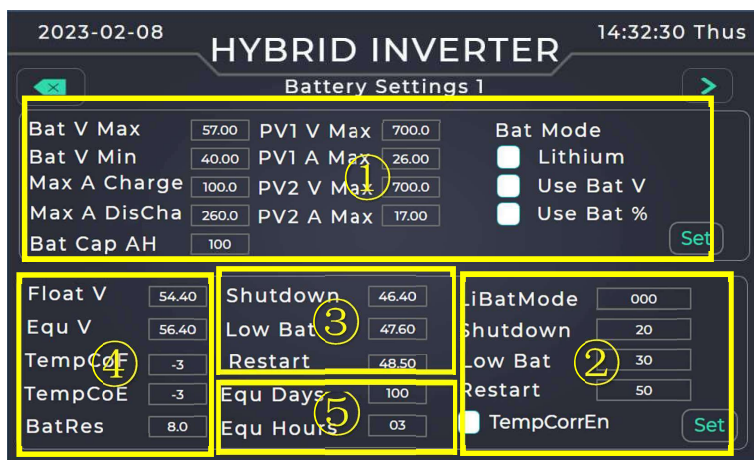 2023-02-08
HYBRID INVERTER
14:32:30 Thus
Battery Settings 1
>
Bat V Max 57.00 PV1 V Max 700.0 Bat Mode
Bat V Min 40.00 PV1 A Max 26.00 Lithium
Max A Charge 100.0 PV2 V Max 700.0 Use Bat V
Max A DisCha 260.0 PV2 A Max 17.00 Use Bat %
Bat Cap AH 100 Set
①
Float V 54.40
Equ V 56.40
TempCoF -3
TempCoE -3
BatRes 8.0
④
Shutdown 46.40
Low Bat 47.60
Restart 48.50
③
Equ Days 100
Equ Hours 03
⑤
LiBatMode 000
Shutdown 20
Low Bat 30
Restart 50
TempCorrEn Set
②